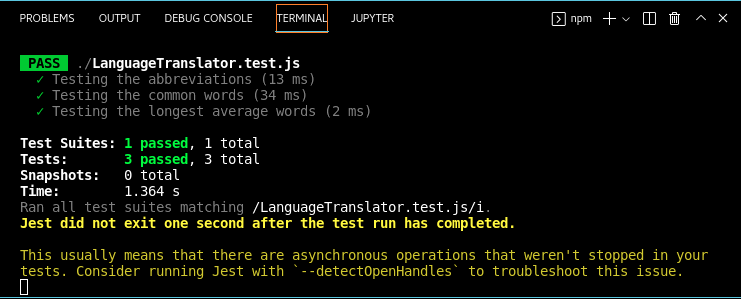 PROBLEMS OUTPUT DEBUG CONSOLE TERMINAL JUPYTER npm
PASS ./LanguageTranslator.test.js
✓ Testing the abbreviations (13 ms)
✓ Testing the common words (34 ms)
✓ Testing the longest average words (2 ms)
Test Suites: 1 passed, 1 total
Tests: 3 passed, 3 total
Snapshots: 0 total
Time: 1.364 s
Ran all test suites matching /LanguageTranslator.test.js/i.
Jest did not exit one second after the test run has completed.
This usually means that there are asynchronous operations that weren't stopped in your
tests. Consider running Jest with `--detectOpenHandles` to troubleshoot this issue.